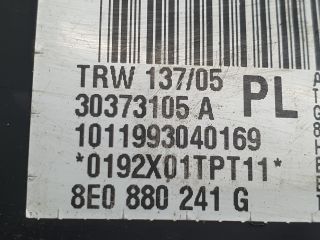 TRW 137/05
30373105 A PL
1011993040169
*0192X01TPT11*
8E0 880 241 G